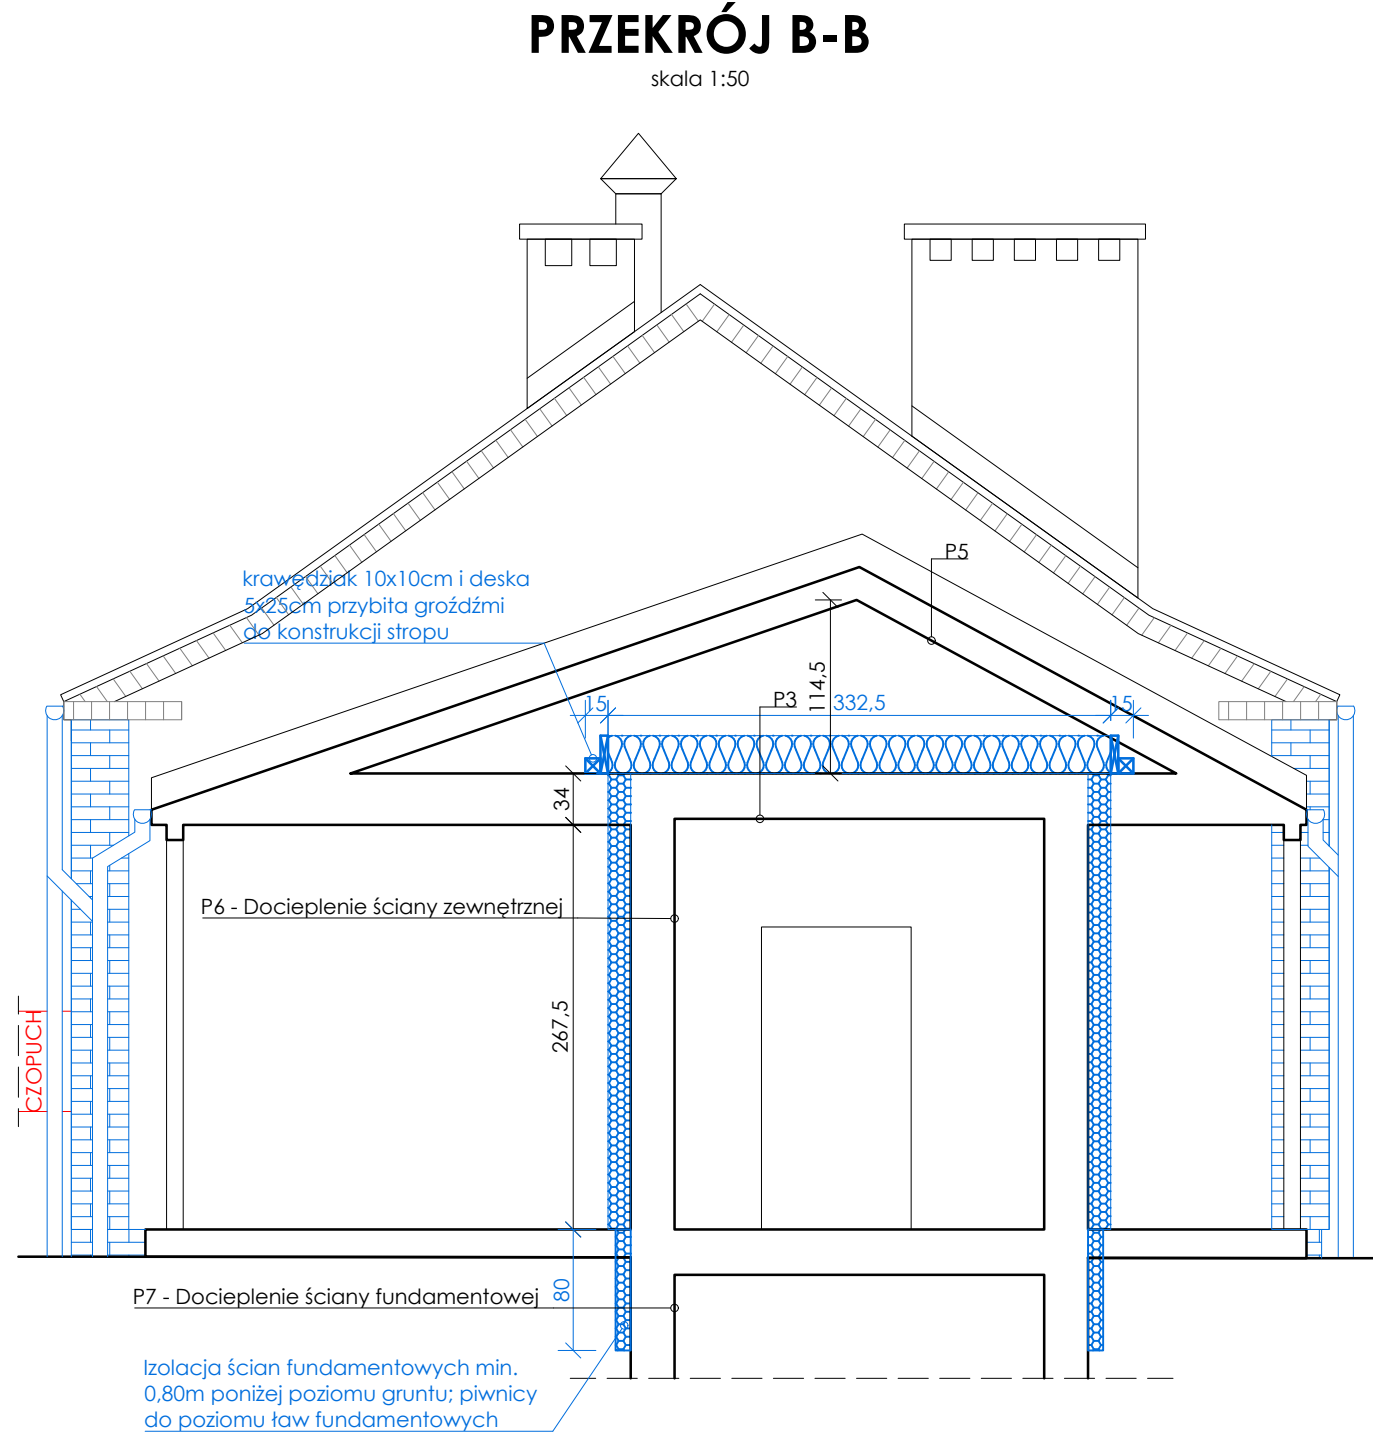 PRZEKRÓJ B-B
skala 1:50
P5
krawędziak 10x10cm i deska
5x25cm przybita groźdźmi
do konstrukcji stropu
114,5
15
P3
332,5
15
34
P6 - Docieplenie ściany zewnętrznej
267,5
CZOPUCH
80
P7 - Docieplenie ściany fundamentowej
Izolacja ścian fundamentowych min.
0,80m poniżej poziomu gruntu; piwnicy
do poziomu ław fundamentowych